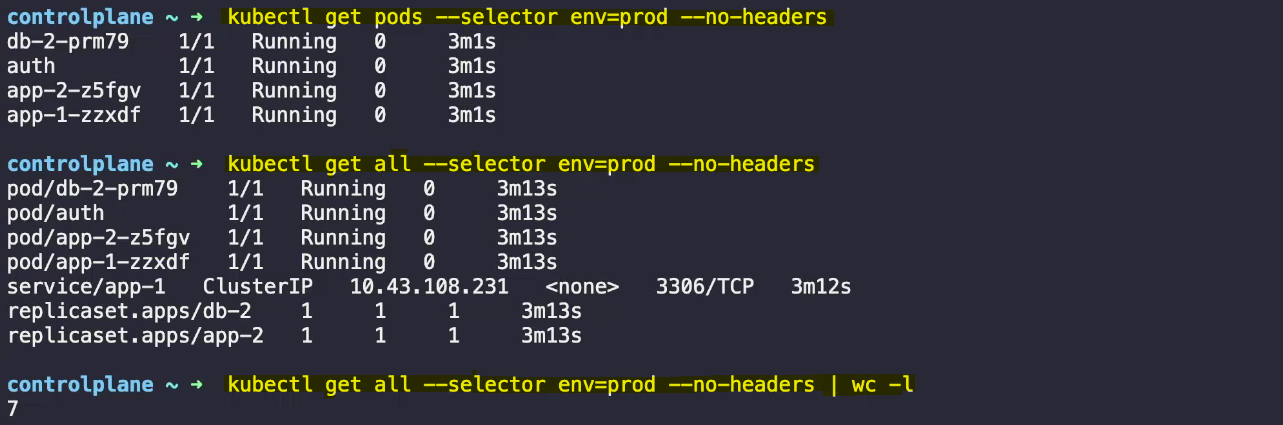 controlplane ~ ➜ kubectl get pods --selector env=prod --no-headers
db-2-prm79 1/1 Running 0 3m1s
auth 1/1 Running 0 3m1s
app-2-z5fgv 1/1 Running 0 3m1s
app-1-zzxdf 1/1 Running 0 3m1s
controlplane ~ ➜ kubectl get all --selector env=prod --no-headers
pod/db-2-prm79 1/1 Running 0 3m13s
pod/auth 1/1 Running 0 3m13s
pod/app-2-z5fgv 1/1 Running 0 3m13s
pod/app-1-zzxdf 1/1 Running 0 3m13s
service/app-1 ClusterIP 10.43.108.231 <none> 3306/TCP 3m12s
replicaset.apps/db-2 1 1 1 3m13s
replicaset.apps/app-2 1 1 1 3m13s
controlplane ~ ➜ kubectl get all --selector env=prod --no-headers | wc -l
7